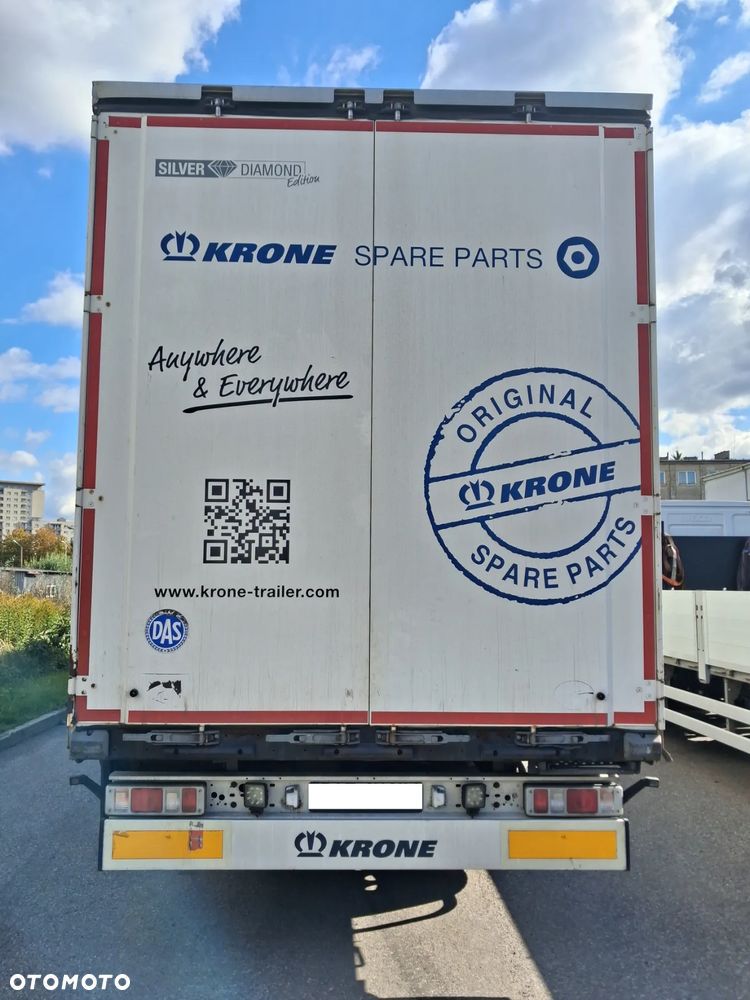 SILVER DIAMOND
Edition
KRONE SPARE PARTS
Anywhere
& Everywhere
ORIGINAL
KRONE
SPARE PARTS
www.krone-trailer.com
DAS
KRONE
OTOMOTO